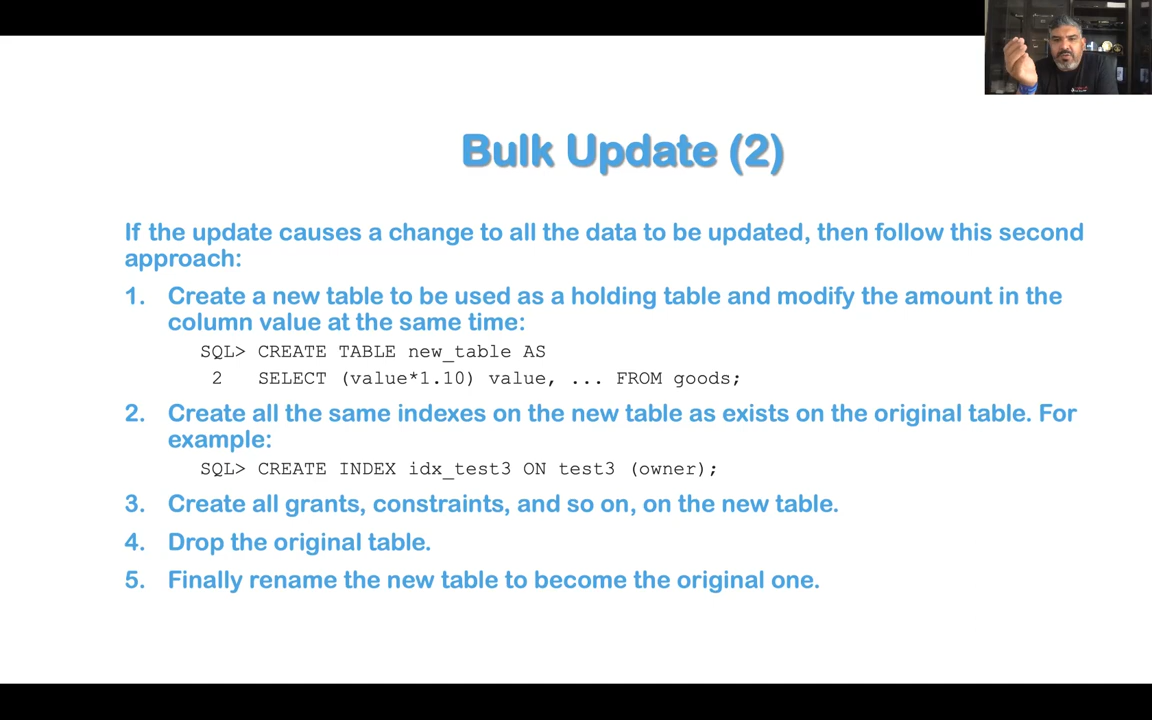 Bulk Update (2)
If the update causes a change to all the data to be updated, then follow this second
approach:
1. Create a new table to be used as a holding table and modify the amount in the
column value at the same time:
SQL> CREATE TABLE new_table AS
2 SELECT (value*1.10) value, ... FROM goods;
2. Create all the same indexes on the new table as exists on the original table. For
example:
SQL> CREATE INDEX idx_test3 ON test3 (owner);
3. Create all grants, constraints, and so on, on the new table.
4. Drop the original table.
5. Finally rename the new table to become the original one.